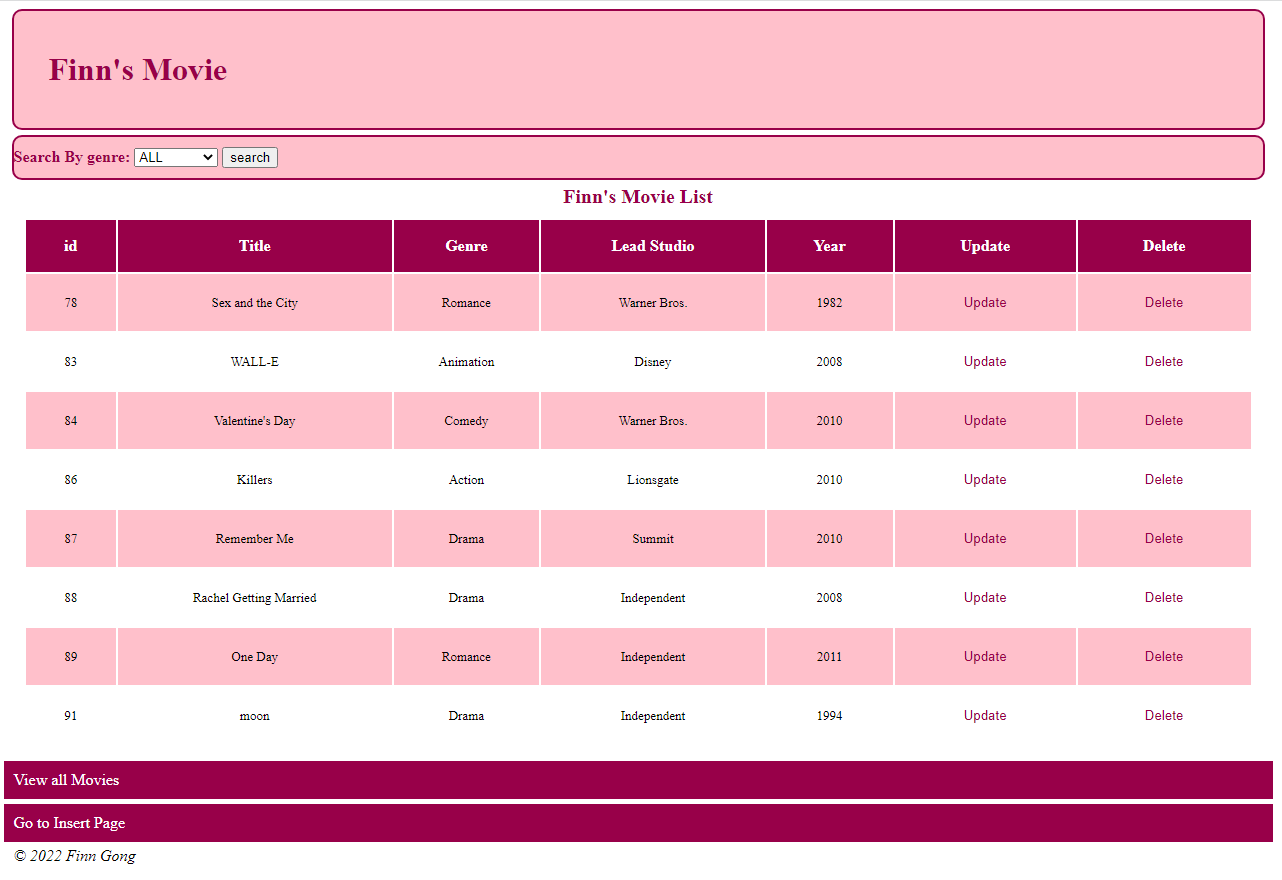 Finn's Movie
Search By genre: ALL search
Finn's Movie List
id Title Genre Lead Studio Year Update Delete
78 Sex and the City Romance Warner Bros. 1982 Update Delete
83 WALL-E Animation Disney 2008 Update Delete
84 Valentine's Day Comedy Warner Bros. 2010 Update Delete
86 Killers Action Lionsgate 2010 Update Delete
87 Remember Me Drama Summit 2010 Update Delete
88 Rachel Getting Married Drama Independent 2008 Update Delete
89 One Day Romance Independent 2011 Update Delete
91 moon Drama Independent 1994 Update Delete
View all Movies
Go to Insert Page
© 2022 Finn Gong